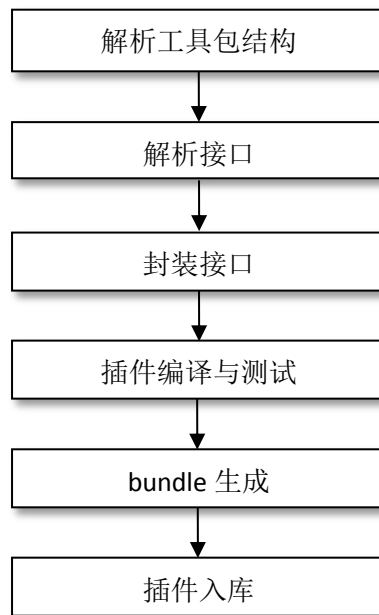 解析工具包结构
解析接口
封装接口
插件编译与测试
bundle 生成
插件入库